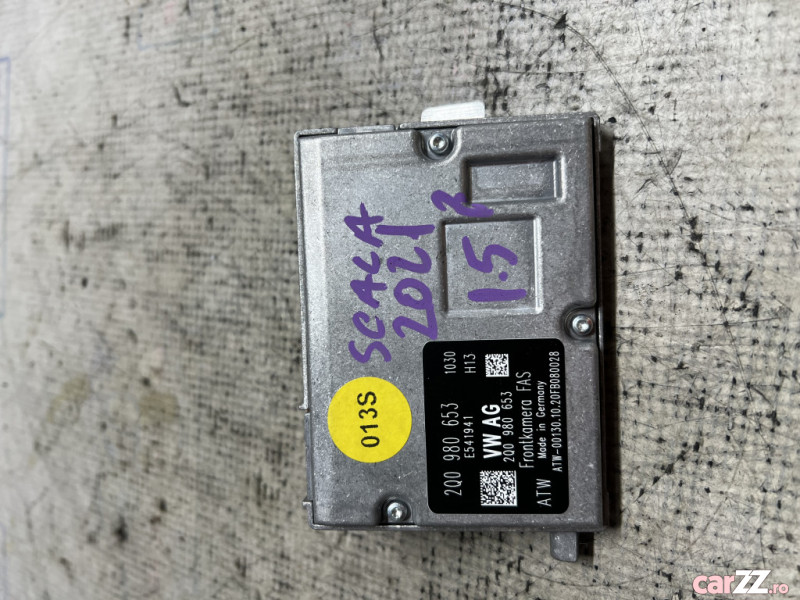 SCALA
2021
1.5
013S
2Q0 980 653 1030
E541941 H13
VW AG
2Q0 980 653
Frontkamera FAS
ATW Made in Germany
ATW-00130.10.20FB080028
carZZ.ro